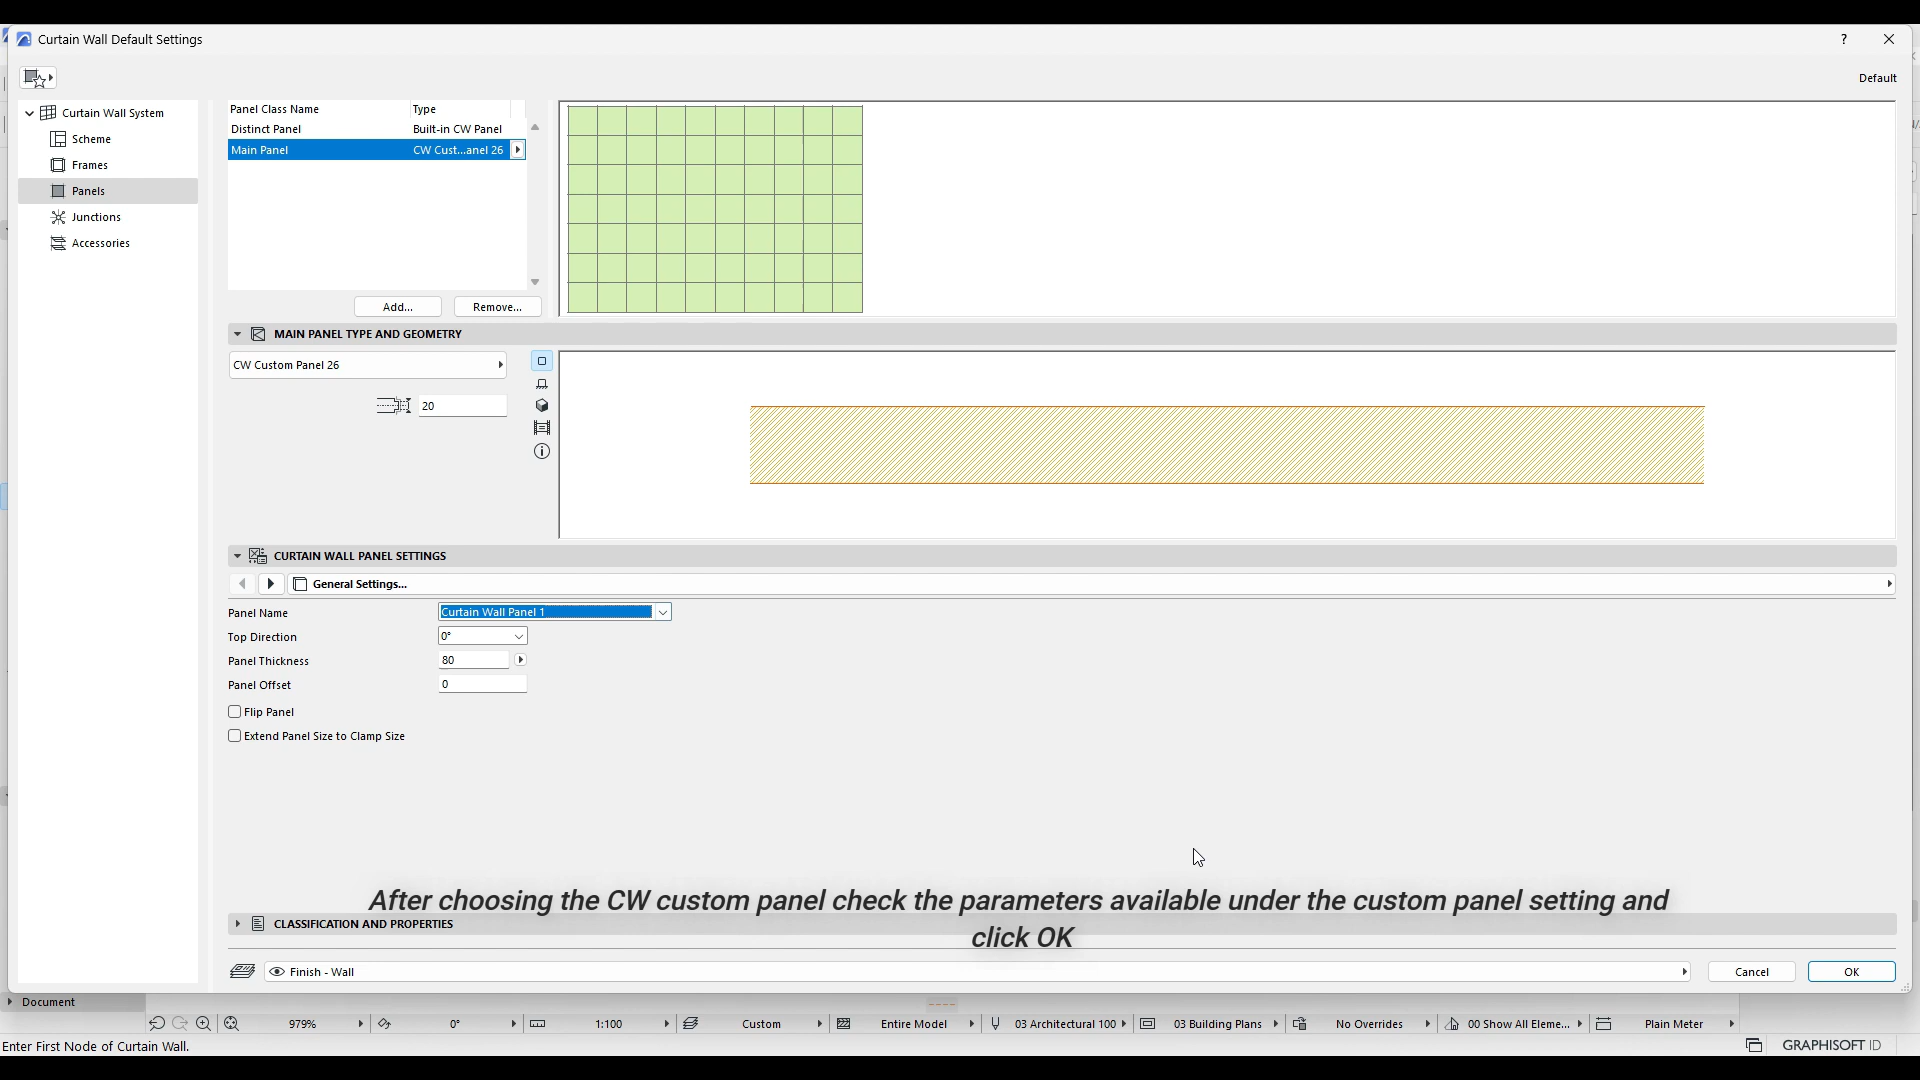 Curtain Wall Default Settings
?
Default
Curtain Wall System
Scheme
Frames
Panels
Junctions
Accessories
Panel Class Name Type
Distinct Panel Built-in CW Panel
Main Panel CW Cust...anel 26
Add... Remove...
MAIN PANEL TYPE AND GEOMETRY
CW Custom Panel 26
20
CURTAIN WALL PANEL SETTINGS
General Settings...
Panel Name Curtain Wall Panel 1
Top Direction 0°
Panel Thickness 80
Panel Offset 0
Flip Panel
Extend Panel Size to Clamp Size
After choosing the CW custom panel check the parameters available under the custom panel setting and
click OK
CLASSIFICATION AND PROPERTIES
Finish - Wall Cancel OK
Document
979% 0° 1:100 Custom Entire Model 03 Architectural 100 03 Building Plans No Overrides 00 Show All Eleme... Plain Meter
Enter First Node of Curtain Wall. GRAPHISOFT ID